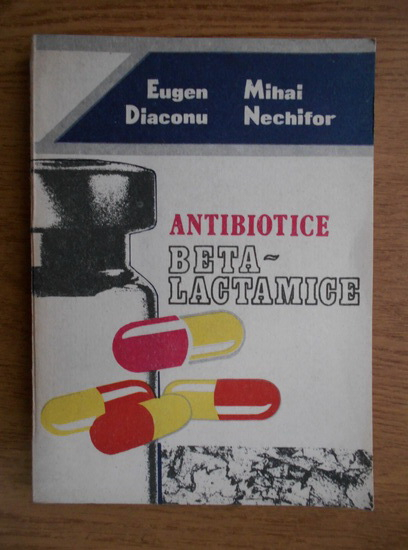 Eugen Mihai
Diaconu Nechifor
ANTIBIOTICE
BETA~
LACTAMICE